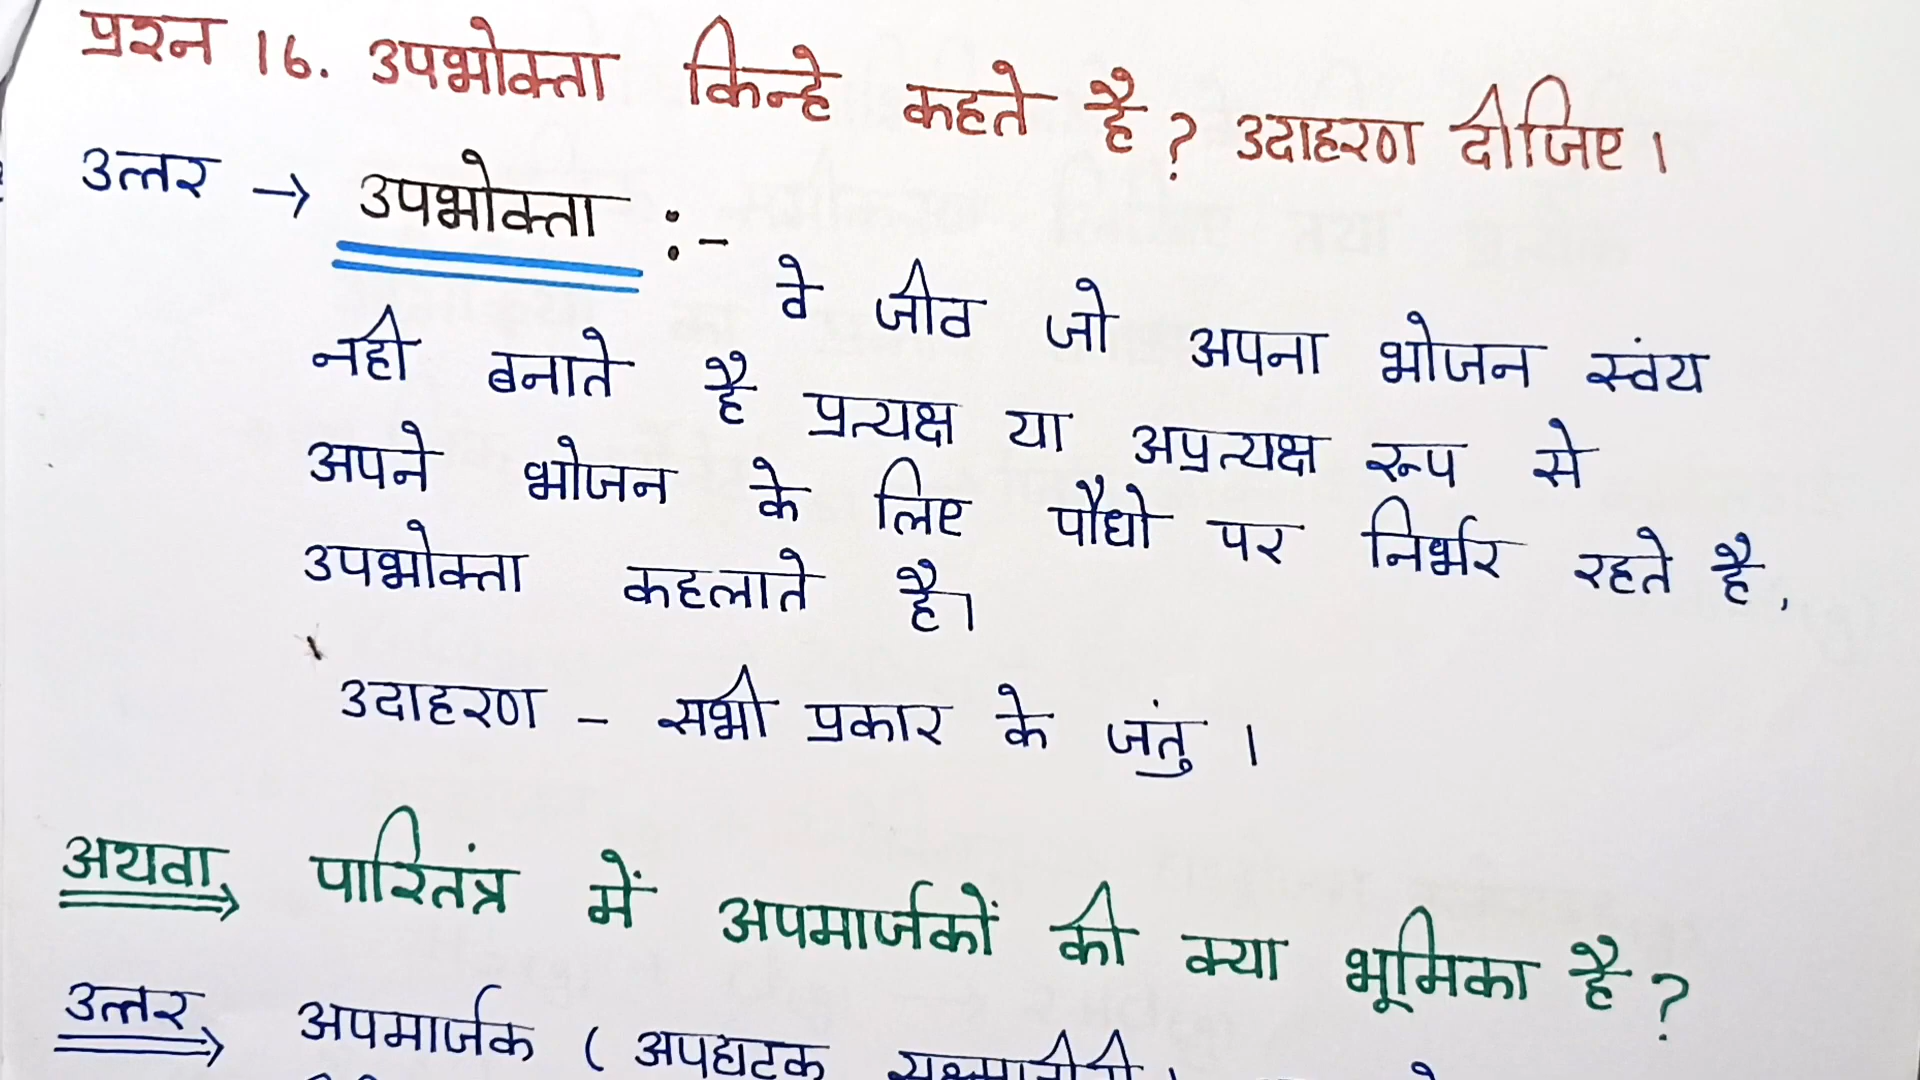 प्रश्न 16. उपभोक्ता किन्हे कहते है ? उदाहरण दीजिए ।
उत्तर → उपभोक्ता :-
वे जीव जो अपना भोजन स्वंय
नही बनाते है प्रत्यक्ष या अप्रत्यक्ष रूप से
अपने भोजन के लिए पौधो पर निर्भर रहते है,
उपभोक्ता कहलाते है।
उदाहरण - सभी प्रकार के जंतु ।
अथवा पारितंत्र में अपमार्जकों की क्या भूमिका है ?
उत्तर अपमार्जक ( अपघटक